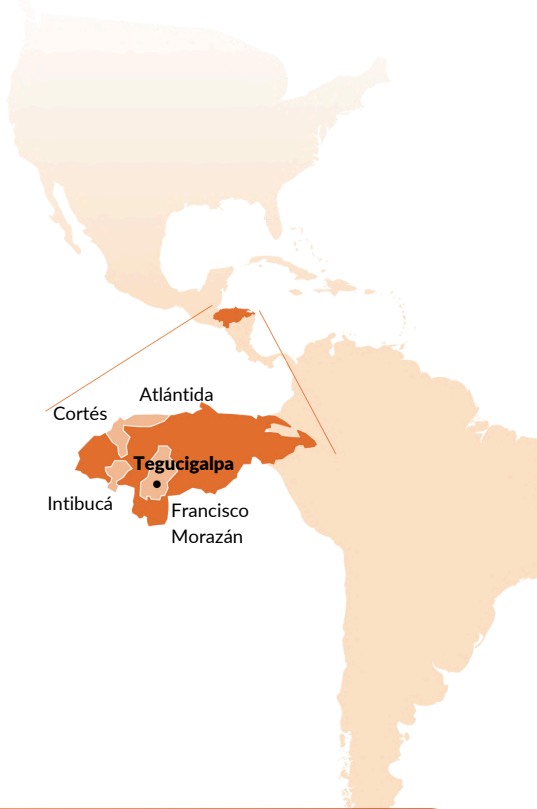 Atlántida
Cortés
Tegucigalpa
Intibucá
Francisco
Morazán